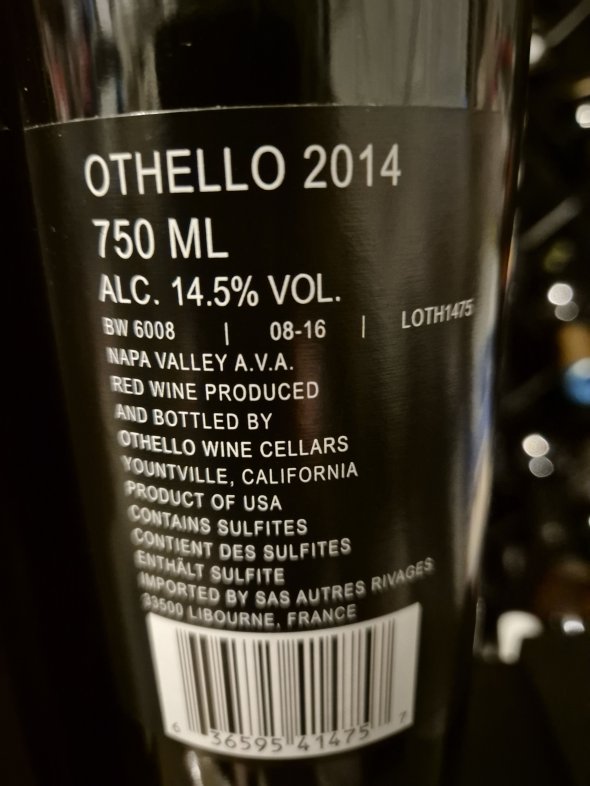 OTHELLO 2014
750 ML
ALC. 14.5% VOL.
BW 6008 | 08-16 | LOTH1475
NAPA VALLEY A.V.A.
RED WINE PRODUCED
AND BOTTLED BY
OTHELLO WINE CELLARS
YOUNTVILLE, CALIFORNIA
PRODUCT OF USA
CONTAINS SULFITES
CONTIENT DES SULFITES
ENTHÄLT SULFITE
IMPORTED BY SAS AUTRES RIVAGES
33500 LIBOURNE, FRANCE
6 36595 41475 7